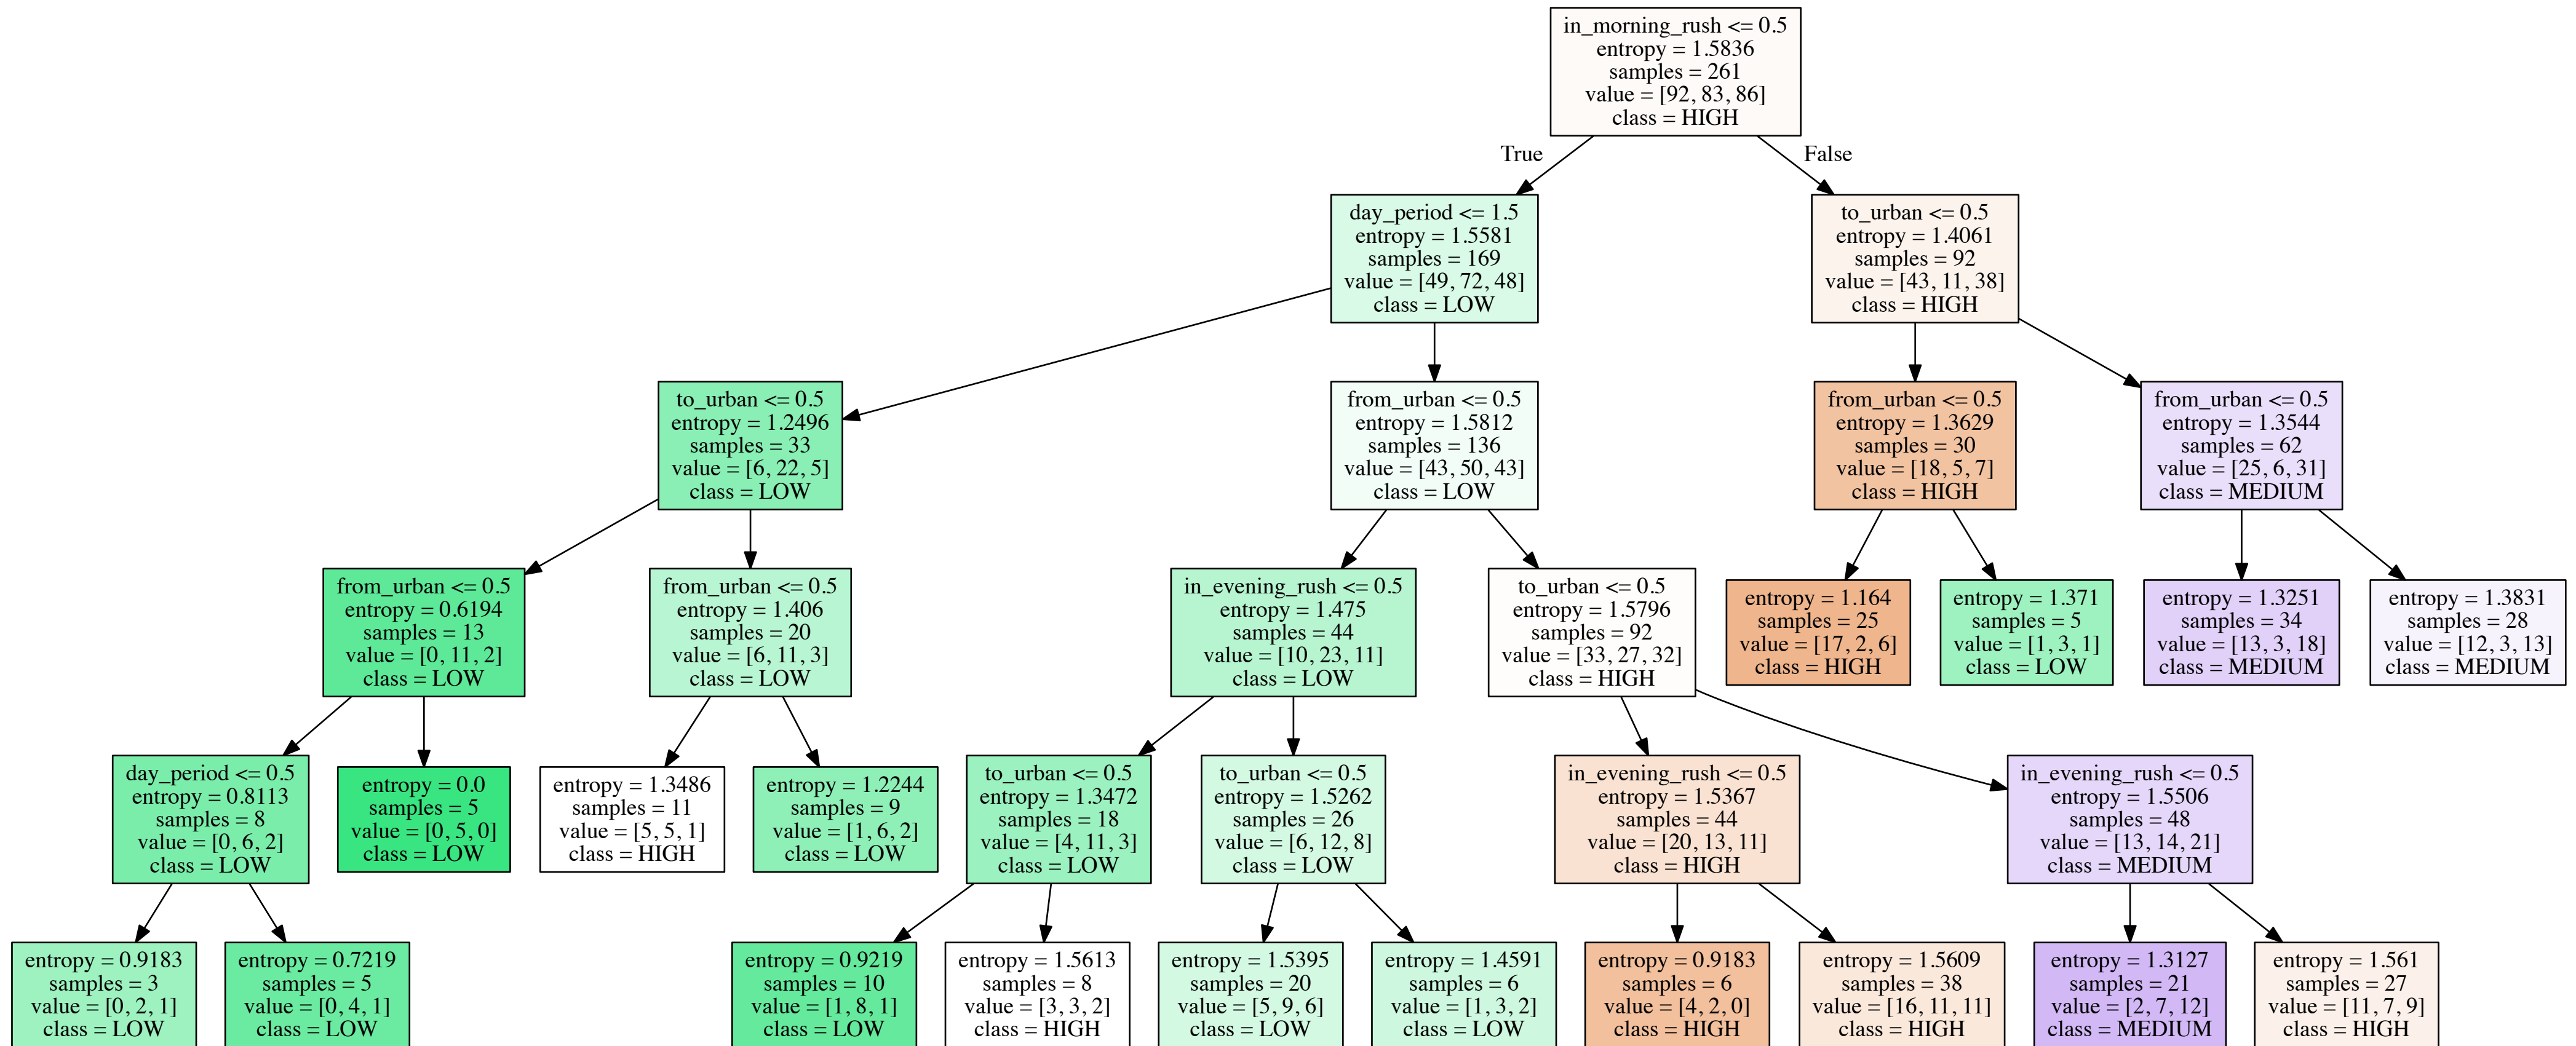 in_morning_rush <= 0.5
entropy = 1.5836
samples = 261
value = [92, 83, 86]
class = HIGH
True
False
day_period <= 1.5
entropy = 1.5581
samples = 169
value = [49, 72, 48]
class = LOW
to_urban <= 0.5
entropy = 1.4061
samples = 92
value = [43, 11, 38]
class = HIGH
to_urban <= 0.5
entropy = 1.2496
samples = 33
value = [6, 22, 5]
class = LOW
from_urban <= 0.5
entropy = 1.5812
samples = 136
value = [43, 50, 43]
class = LOW
from_urban <= 0.5
entropy = 1.3629
samples = 30
value = [18, 5, 7]
class = HIGH
from_urban <= 0.5
entropy = 1.3544
samples = 62
value = [25, 6, 31]
class = MEDIUM
from_urban <= 0.5
entropy = 0.6194
samples = 13
value = [0, 11, 2]
class = LOW
from_urban <= 0.5
entropy = 1.406
samples = 20
value = [6, 11, 3]
class = LOW
in_evening_rush <= 0.5
entropy = 1.475
samples = 44
value = [10, 23, 11]
class = LOW
to_urban <= 0.5
entropy = 1.5796
samples = 92
value = [33, 27, 32]
class = HIGH
entropy = 1.164
samples = 25
value = [17, 2, 6]
class = HIGH
entropy = 1.371
samples = 5
value = [1, 3, 1]
class = LOW
entropy = 1.3251
samples = 34
value = [13, 3, 18]
class = MEDIUM
entropy = 1.3831
samples = 28
value = [12, 3, 13]
class = MEDIUM
day_period <= 0.5
entropy = 0.8113
samples = 8
value = [0, 6, 2]
class = LOW
entropy = 0.0
samples = 5
value = [0, 5, 0]
class = LOW
entropy = 1.3486
samples = 11
value = [5, 5, 1]
class = HIGH
entropy = 1.2244
samples = 9
value = [1, 6, 2]
class = LOW
to_urban <= 0.5
entropy = 1.3472
samples = 18
value = [4, 11, 3]
class = LOW
to_urban <= 0.5
entropy = 1.5262
samples = 26
value = [6, 12, 8]
class = LOW
in_evening_rush <= 0.5
entropy = 1.5367
samples = 44
value = [20, 13, 11]
class = HIGH
in_evening_rush <= 0.5
entropy = 1.5506
samples = 48
value = [13, 14, 21]
class = MEDIUM
entropy = 0.9183
samples = 3
value = [0, 2, 1]
class = LOW
entropy = 0.7219
samples = 5
value = [0, 4, 1]
class = LOW
entropy = 0.9219
samples = 10
value = [1, 8, 1]
class = LOW
entropy = 1.5613
samples = 8
value = [3, 3, 2]
class = HIGH
entropy = 1.5395
samples = 20
value = [5, 9, 6]
class = LOW
entropy = 1.4591
samples = 6
value = [1, 3, 2]
class = LOW
entropy = 0.9183
samples = 6
value = [4, 2, 0]
class = HIGH
entropy = 1.5609
samples = 38
value = [16, 11, 11]
class = HIGH
entropy = 1.3127
samples = 21
value = [2, 7, 12]
class = MEDIUM
entropy = 1.561
samples = 27
value = [11, 7, 9]
class = HIGH